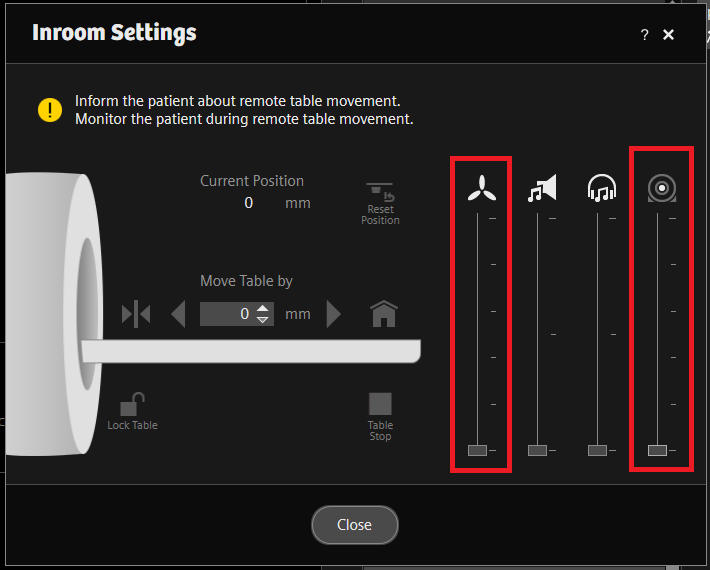 Inroom Settings
?
Inform the patient about remote table movement.
Monitor the patient during remote table movement.
Current Position
0 mm
Reset
Position
Move Table by
0 mm
Lock Table
Table
Stop
Close